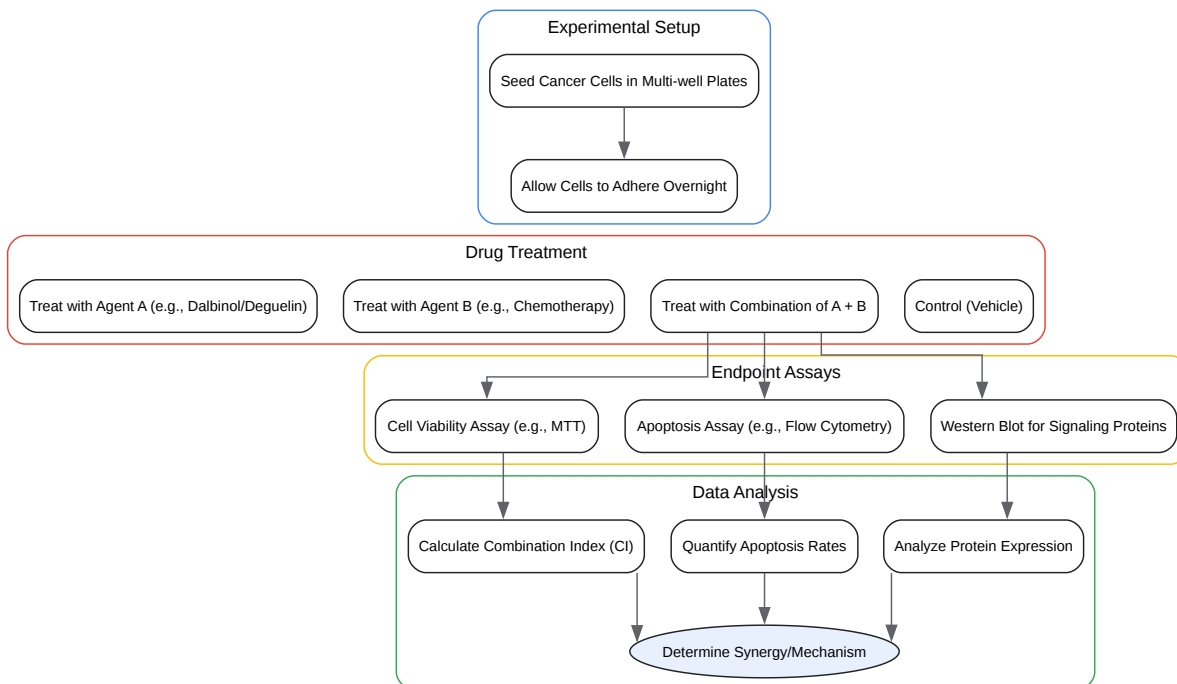 Experimental Setup
Seed Cancer Cells in Multi-well Plates
Allow Cells to Adhere Overnight
Drug Treatment
Treat with Agent A (e.g., Dalbinol/Deguelin)
Treat with Agent B (e.g., Chemotherapy)
Treat with Combination of A + B
Control (Vehicle)
Endpoint Assays
Cell Viability Assay (e.g., MTT)
Apoptosis Assay (e.g., Flow Cytometry)
Western Blot for Signaling Proteins
Data Analysis
Calculate Combination Index (CI)
Quantify Apoptosis Rates
Analyze Protein Expression
Determine Synergy/Mechanism